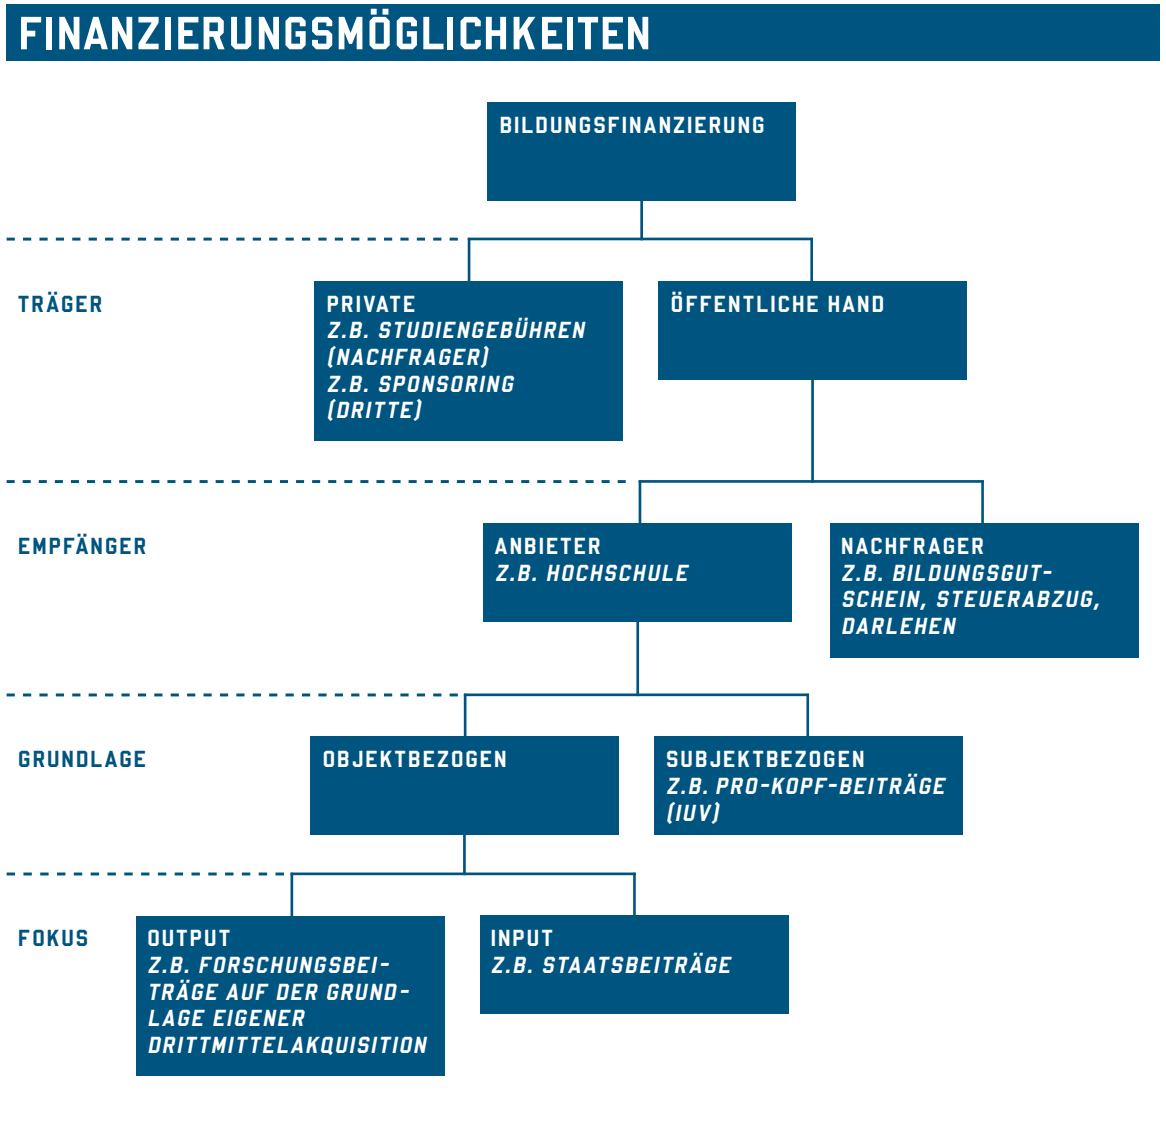 FINANZIERUNGSMÖGLICHKEITEN
BILDUNGSFINANZIERUNG
TRÄGER
PRIVATE
Z.B. STUDIENGEBÜHREN
(NACHFRAGER)
Z.B. SPONSORING
(DRITTE)
ÖFFENTLICHE HAND
EMPFÄNGER
ANBIETER
Z.B. HOCHSCHULE
NACHFRAGER
Z.B. BILDUNGSGUT-
SCHEIN, STEUERABZUG,
DARLEHEN
GRUNDLAGE
OBJEKTBEZOGEN
SUBJEKTBEZOGEN
Z.B. PRO-KOPF-BEITRÄGE
(IUV)
FOKUS
OUTPUT
Z.B. FORSCHUNGSBEI-
TRÄGE AUF DER GRUND-
LAGE EIGENER
DRITTMITTELAKQUISITION
INPUT
Z.B. STAATSBEITRÄGE